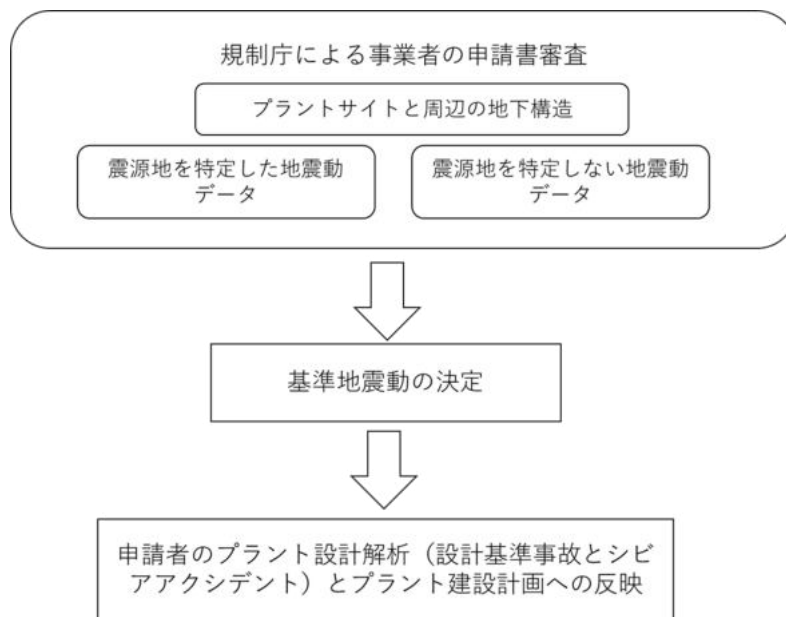 規制庁による事業者の申請書審査
プラントサイトと周辺の地下構造
震源地を特定した地震動
データ
震源地を特定しない地震動
データ
基準地震動の決定
申請者のプラント設計解析（設計基準事故とシビ
アアクシデント）とプラント建設計画への反映